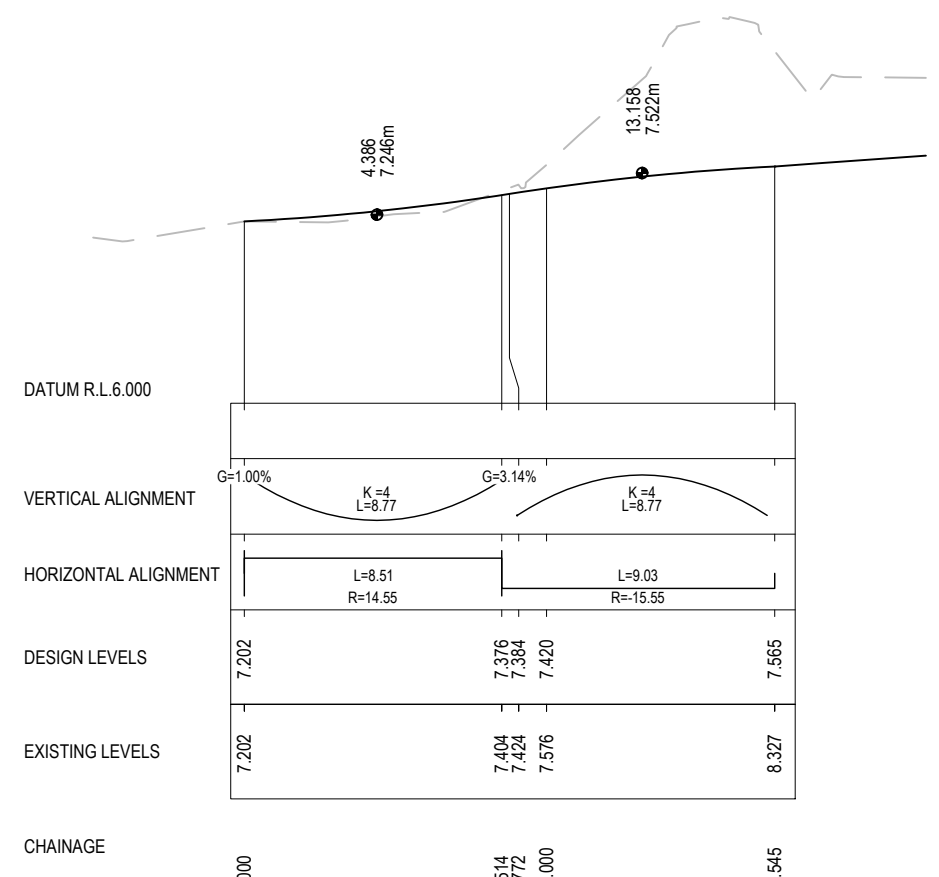 4.386
7.246m
13.158
7.522m
DATUM R.L.6.000
VERTICAL ALIGNMENT
G=1.00%
K =4
L=8.77
G=3.14%
K =4
L=8.77
HORIZONTAL ALIGNMENT
L=8.51
R=14.55
L=9.03
R=-15.55
DESIGN LEVELS
7.202
7.376
7.384
7.420
7.565
EXISTING LEVELS
7.202
7.404
7.424
7.576
8.327
CHAINAGE
000
514
772
.000
.545